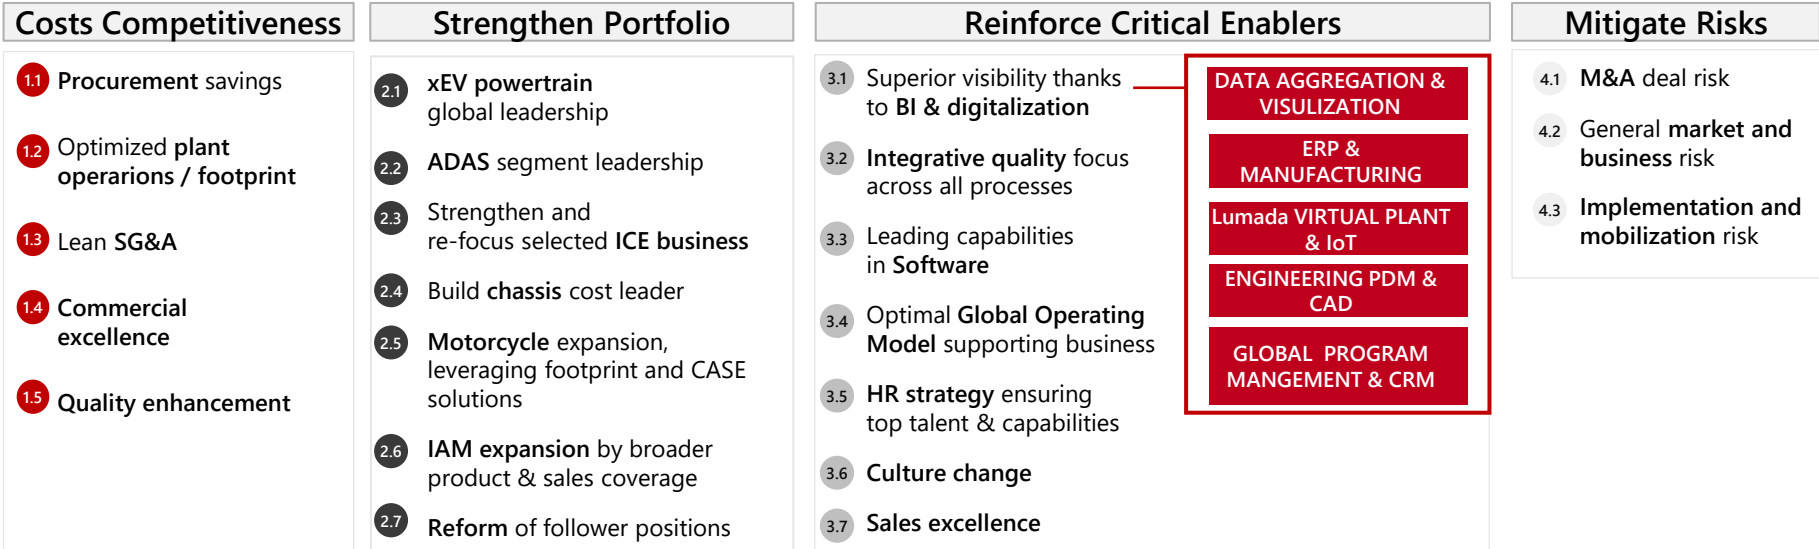 Costs Competitiveness
1.1 Procurement savings
1.2 Optimized plant
operarions / footprint
1.3 Lean SG&A
1.4 Commercial
excellence
1.5 Quality enhancement
Strengthen Portfolio
2.1 xEV powertrain
global leadership
2.2 ADAS segment leadership
2.3 Strengthen and
re-focus selected ICE business
2.4 Build chassis cost leader
2.5 Motorcycle expansion,
leveraging footprint and CASE
solutions
2.6 IAM expansion by broader
product & sales coverage
2.7 Reform of follower positions
Reinforce Critical Enablers
3.1 Superior visibility thanks
to BI & digitalization
3.2 Integrative quality focus
across all processes
3.3 Leading capabilities
in Software
3.4 Optimal Global Operating
Model supporting business
3.5 HR strategy ensuring
top talent & capabilities
3.6 Culture change
3.7 Sales excellence
DATA AGGREGATION &
VISULIZATION
ERP &
MANUFACTURING
Lumada VIRTUAL PLANT
& IoT
ENGINEERING PDM &
CAD
GLOBAL PROGRAM
MANGEMENT & CRM
Mitigate Risks
4.1 M&A deal risk
4.2 General market and
business risk
4.3 Implementation and
mobilization risk